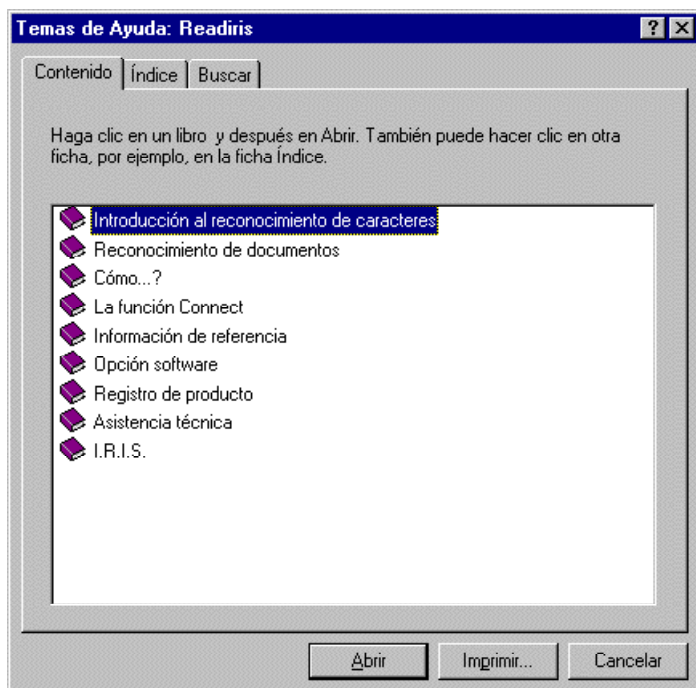 Temas de Ayuda: Readiris
Contenido
Índice
Buscar
Haga clic en un libro y después en Abrir. También puede hacer clic en otra
ficha, por ejemplo, en la ficha Índice.
Introducción al reconocimiento de caracteres
Reconocimiento de documentos
Cómo...?
La función Connect
Información de referencia
Opción software
Registro de producto
Asistencia técnica
I.R.I.S.
Abrir
Imprimir...
Cancelar